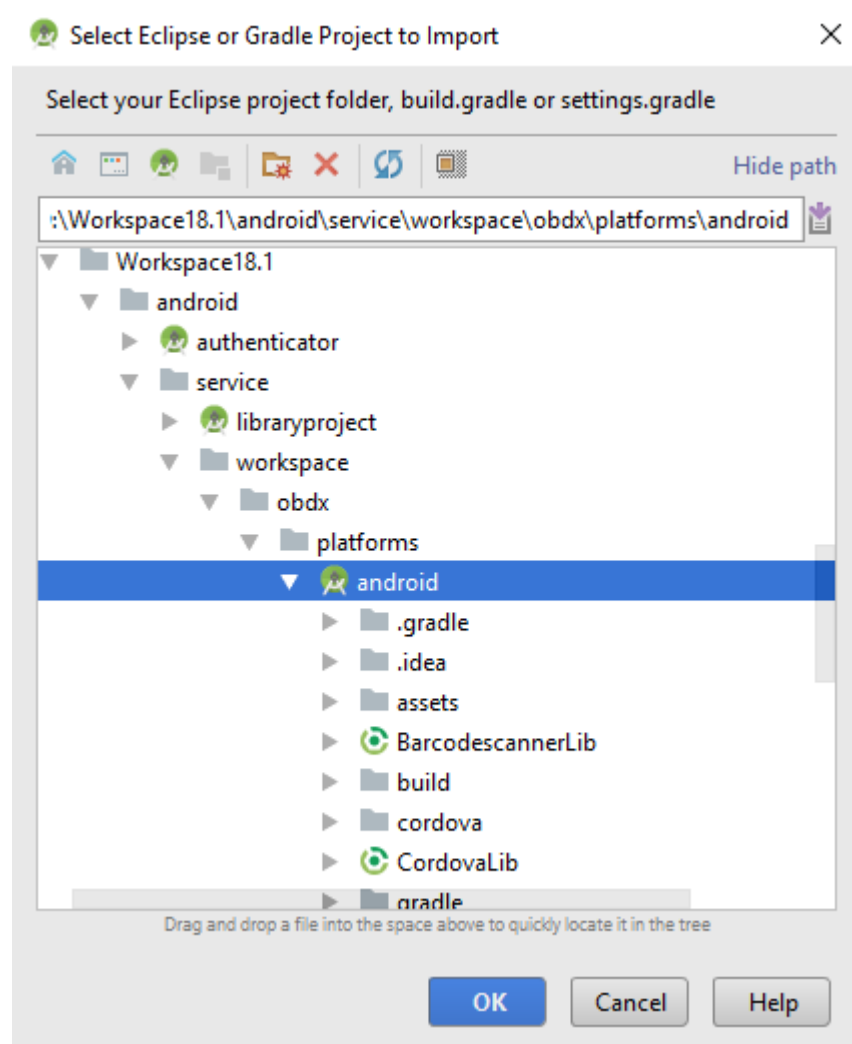 Select Eclipse or Gradle Project to Import
Select your Eclipse project folder, build.gradle or settings.gradle
Hide path
:\Workspace18.1\android\service\workspace\obdx\platforms\android
Workspace18.1
android
authenticator
service
libraryproject
workspace
obdx
platforms
android
.gradle
.idea
assets
BarcodescannerLib
build
cordova
CordovaLib
gradle
Drag and drop a file into the space above to quickly locate it in the tree
OK Cancel Help